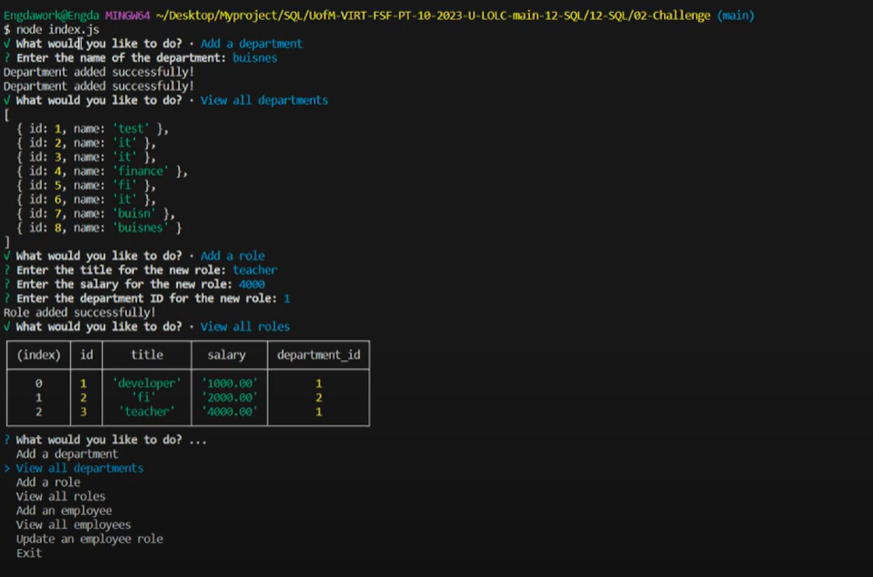 Engdawork@Engda MINGW64 ~/Desktop/Myproject/SQL/UofM-VIRT-FSF-PT-10-2023-U-LOLC-main-12-SQL/12-SQL/02-Challenge (main)
$ node index.js
√ What would you like to do? · Add a department
? Enter the name of the department: buisnes
Department added successfully!
Department added successfully!
√ What would you like to do? · View all departments
[
  { id: 1, name: 'test' },
  { id: 2, name: 'it' },
  { id: 3, name: 'it' },
  { id: 4, name: 'finance' },
  { id: 5, name: 'fi' },
  { id: 6, name: 'it' },
  { id: 7, name: 'buisn' },
  { id: 8, name: 'buisnes' }
]
√ What would you like to do? · Add a role
? Enter the title for the new role: teacher
? Enter the salary for the new role: 4000
? Enter the department ID for the new role: 1
Role added successfully!
√ What would you like to do? · View all roles
(index) id title salary department_id
0 1 'developer' '1000.00' 1
1 2 'fi' '2000.00' 2
2 3 'teacher' '4000.00' 1
? What would you like to do? ...
  Add a department
> View all departments
  Add a role
  View all roles
  Add an employee
  View all employees
  Update an employee role
  Exit